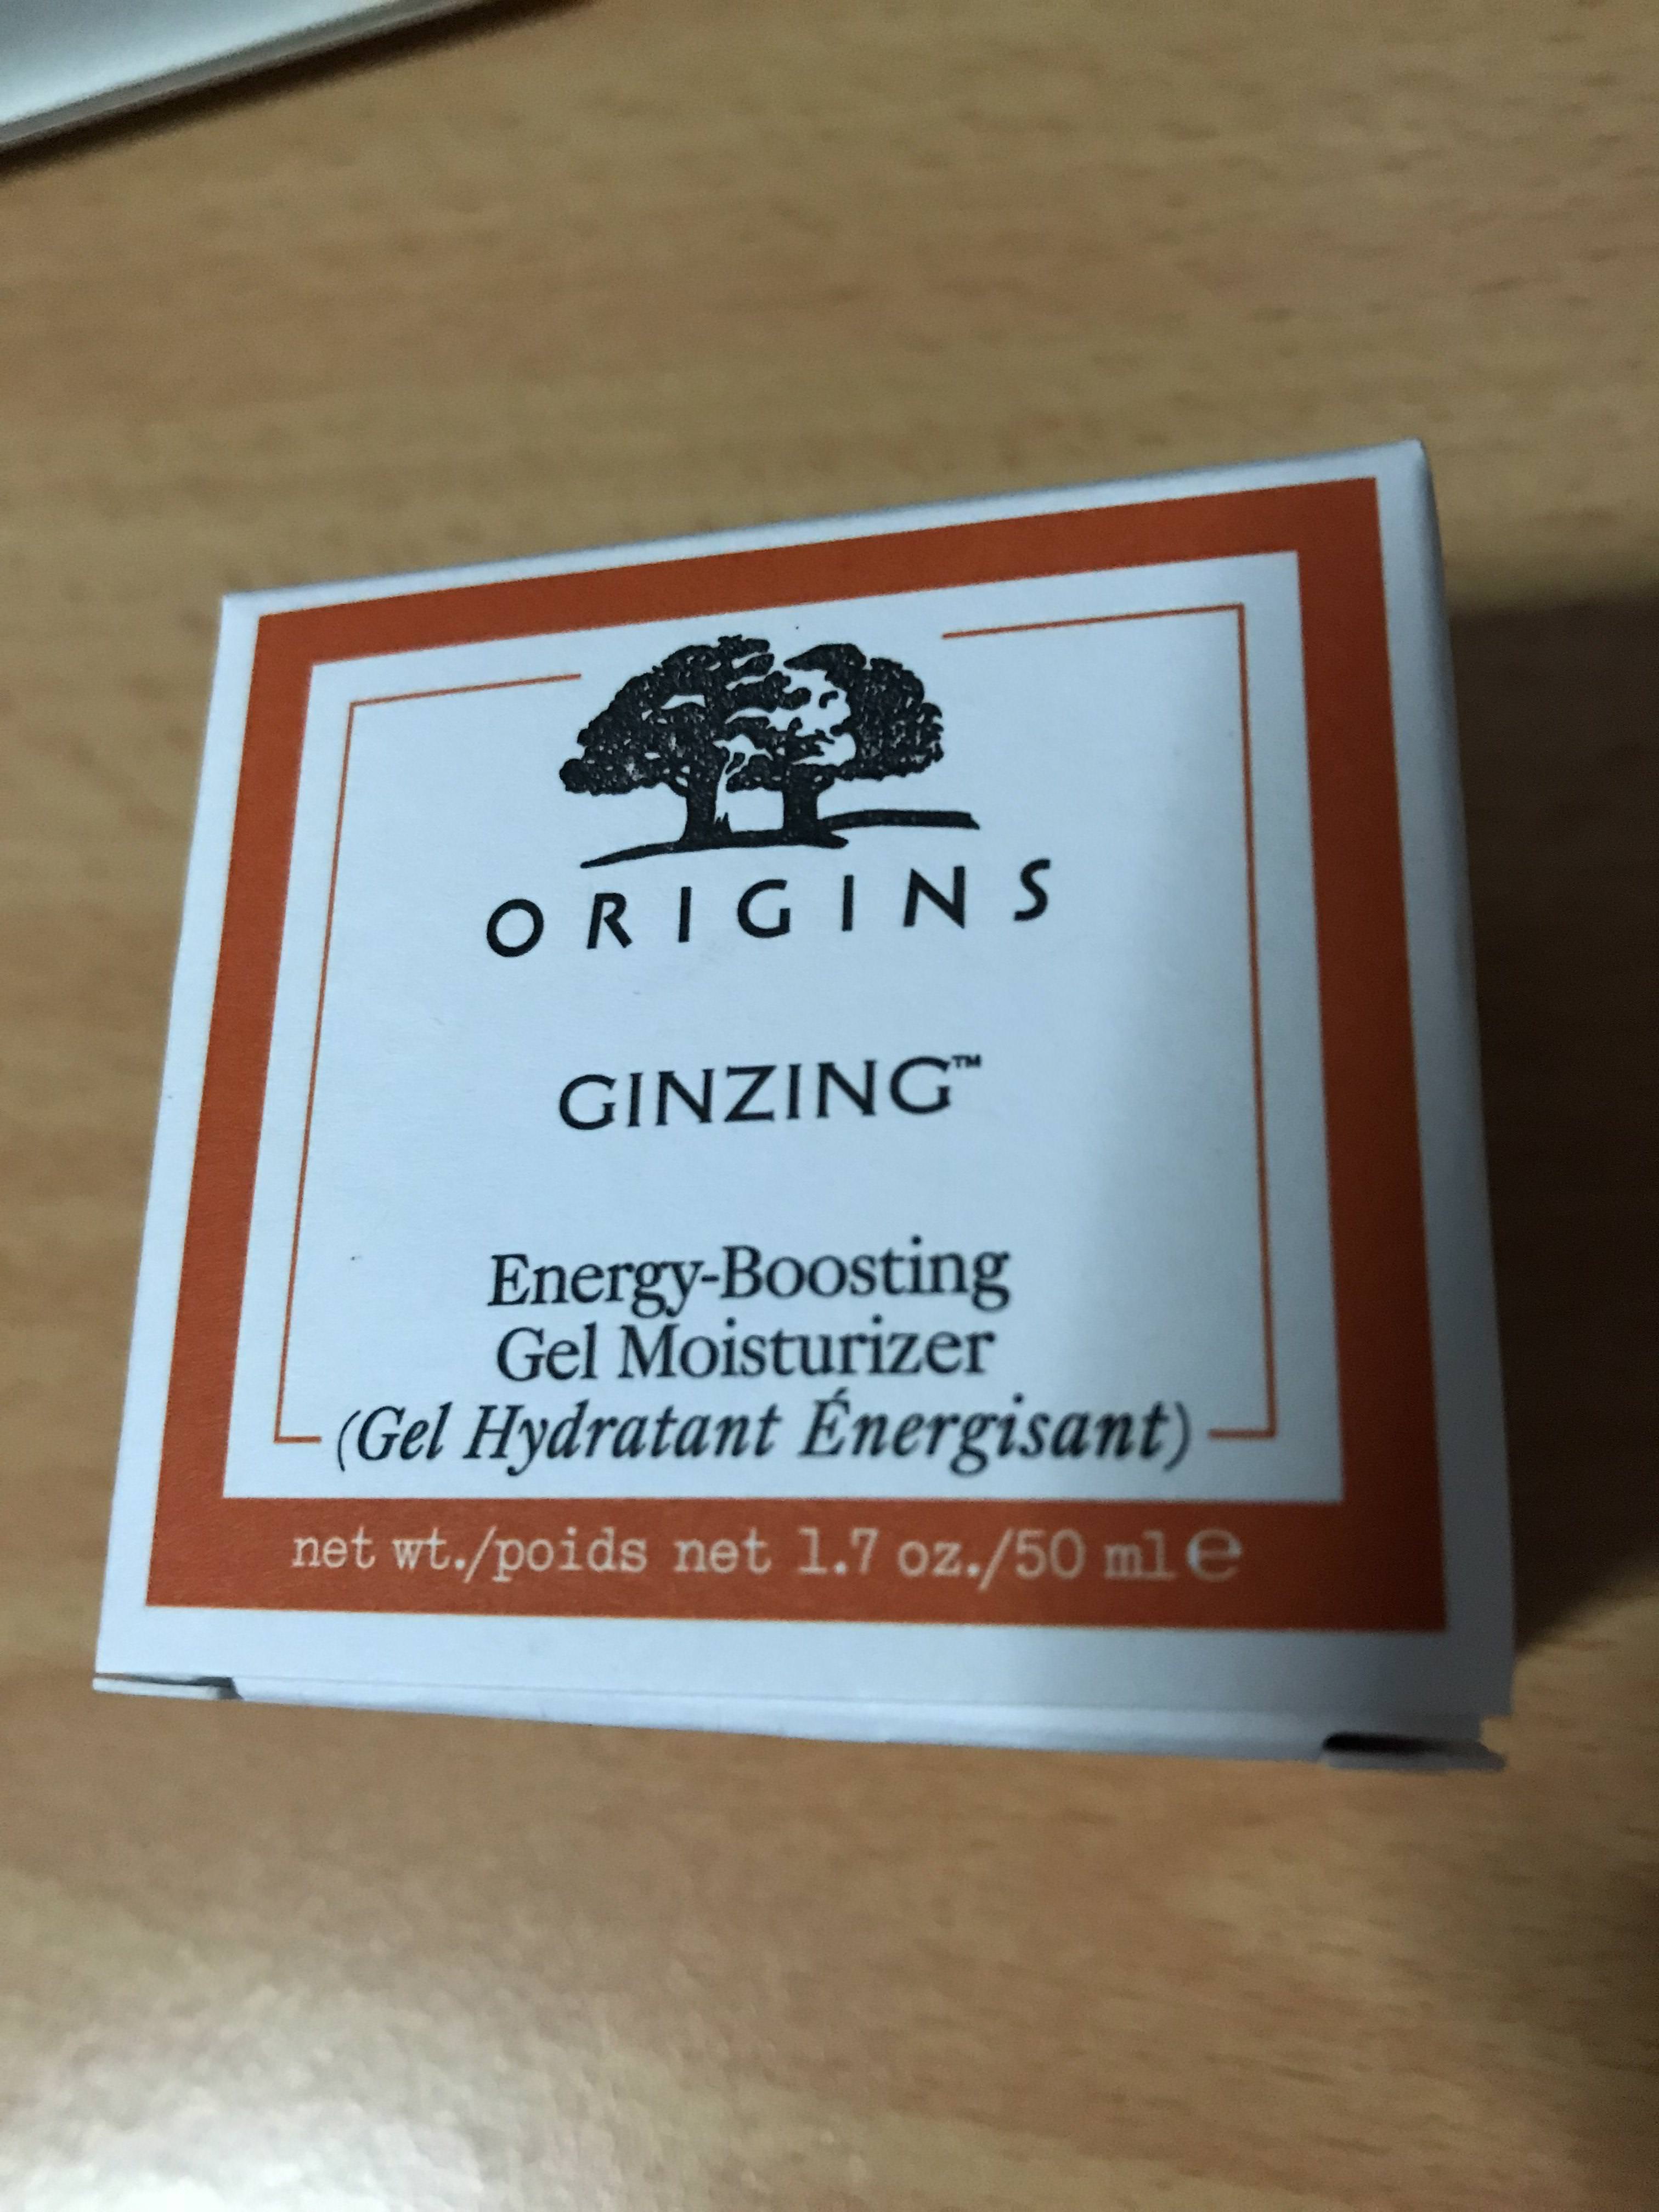 ORIGINS
GINZING™
Energy-Boosting
Gel Moisturizer
(Gel Hydratant Énergisant)
net wt./poids net 1.7 oz./50 ml ℮